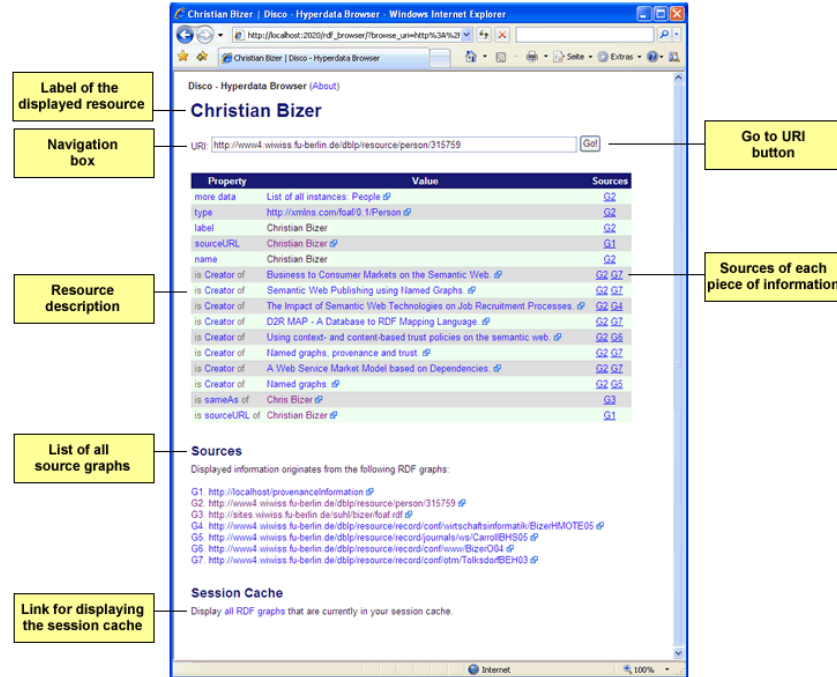 Christian Bizer | Disco - Hyperdata Browser - Windows Internet Explorer
http://localhost:2020/rdf_browser/?browse_uri=http%3A%2I
Christian Bizer | Disco - Hyperdata Browser
Seite
Extras
Disco - Hyperdata Browser (About)
Label of the
displayed resource
Christian Bizer
Navigation
box
URI: http://www4.wiwiss.fu-berlin.de/dblp/resource/person/315759 Go!
Go to URI
button
Property Value Sources
more data List of all instances: People G2
type http://xmlns.com/foaf/0.1/Person G2
label Christian Bizer G2
sourceURL Christian Bizer G1
name Christian Bizer G2
is Creator of Business to Consumer Markets on the Semantic Web. G2 G7
is Creator of Semantic Web Publishing using Named Graphs. G2 G7
is Creator of The Impact of Semantic Web Technologies on Job Recruitment Processes. G2 G4
is Creator of D2R MAP - A Database to RDF Mapping Language. G2 G7
is Creator of Using context- and content-based trust policies on the semantic web. G2 G6
is Creator of Named graphs, provenance and trust. G2 G7
is Creator of A Web Service Market Model based on Dependencies. G2 G7
is Creator of Named graphs. G2 G5
is sameAs of Chris Bizer G3
is sourceURL of Christian Bizer G1
Sources of each
piece of information
Resource
description
List of all
source graphs
Sources
Displayed information originates from the following RDF graphs:
G1. http://localhost/provenanceInformation
G2. http://www4.wiwiss.fu-berlin.de/dblp/resource/person/315759
G3. http://sites.wiwiss.fu-berlin.de/suhl/bizer/foaf.rdf
G4. http://www4.wiwiss.fu-berlin.de/dblp/resource/record/conf/wirtschaftsinformatik/BizerHMOTE05
G5. http://www4.wiwiss.fu-berlin.de/dblp/resource/record/journals/ws/CarrollBHS05
G6. http://www4.wiwiss.fu-berlin.de/dblp/resource/record/conf/www/BizerO04
G7. http://www4.wiwiss.fu-berlin.de/dblp/resource/record/conf/otm/TolksdorfBEH03
Link for displaying
the session cache
Session Cache
Display all RDF graphs that are currently in your session cache.
Internet
100%